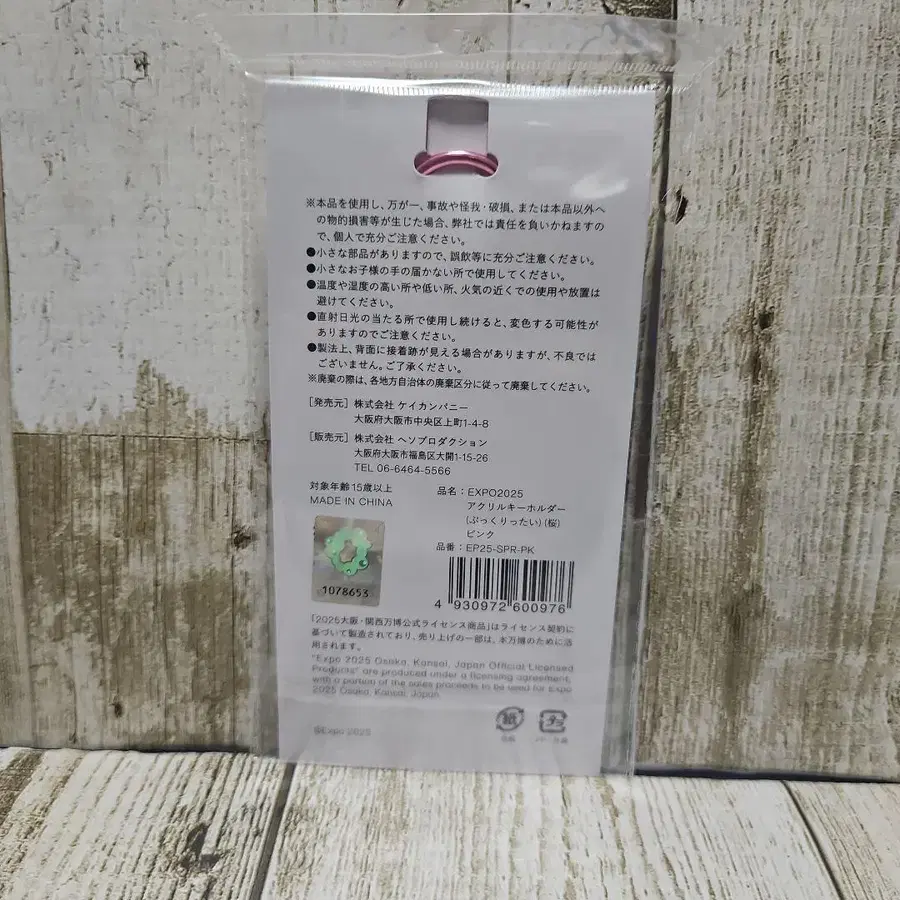 ※本品を使用し、万が一、事故や怪我・破損、または本品以外へ
の物的損害等が生じた場合、弊社では責任を負いかねますの
で、個人で充分ご注意ください。
●小さな部品がありますので、誤飲等に充分ご注意ください。
●小さなお子様の手の届かない所で使用してください。
●温度や湿度の高い所や低い所、火気の近くでの使用や放置は
避けてください。
●直射日光の当たる所で使用し続けると、変色する可能性が
ありますのでご注意ください。
●製法上、背面に接着跡が見える場合がありますが、不良では
ございません。ご了承ください。
※廃棄の際は、各地方自治体の廃棄区分に従って廃棄してください。
[発売元] 株式会社 ケイカンパニー
大阪府大阪市中央区上町1-4-8
[販売元] 株式会社 ヘソプロダクション
大阪府大阪市福島区大開1-15-26
TEL 06-6464-5566
対象年齢15歳以上
MADE IN CHINA
品名：EXPO2025
アクリルキーホルダー
(ぷっくりったい)(桜)
ピンク
品番：EP25-SPR-PK
1078653
4 930972 600976
「2025大阪・関西万博公式ライセンス商品」はライセンス契約に
基づいて製造されており、売り上げの一部は、本万博のために活
用されます。
"Expo 2025 Osaka, Kansai, Japan Official Licensed
Products" are produced under a licensing agreement,
with a portion of the sales proceeds to be used for Expo
2025 Osaka, Kansai, Japan.
紙 プラ
©Expo 2025